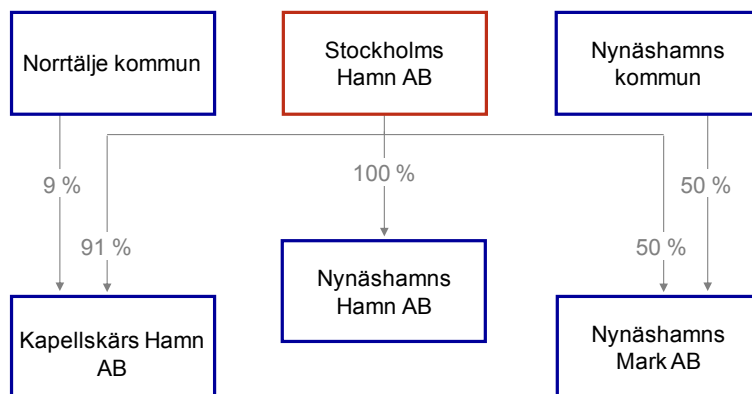 Norrtälje kommun
Stockholms
Hamn AB
Nynäshamns
kommun
9 %
100 %
50 %
91 %
50 %
Nynäshamns
Hamn AB
Kapellskärs Hamn
AB
Nynäshamns
Mark AB